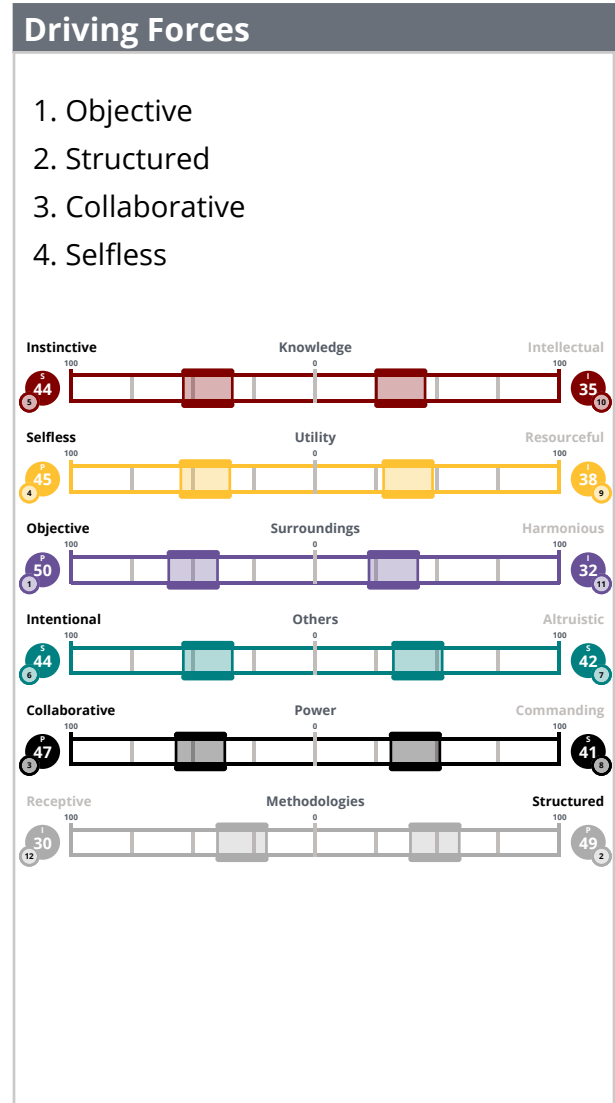 Driving Forces
1. Objective
2. Structured
3. Collaborative
4. Selfless
Instinctive Knowledge Intellectual
100 0 100
S 44 5 I 35 10
Selfless Utility Resourceful
100 0 100
P 45 4 I 38 9
Objective Surroundings Harmonious
100 0 100
P 50 1 I 32 11
Intentional Others Altruistic
100 0 100
S 44 6 S 42 7
Collaborative Power Commanding
100 0 100
P 47 3 S 41 8
Receptive Methodologies Structured
100 0 100
I 30 12 P 49 2